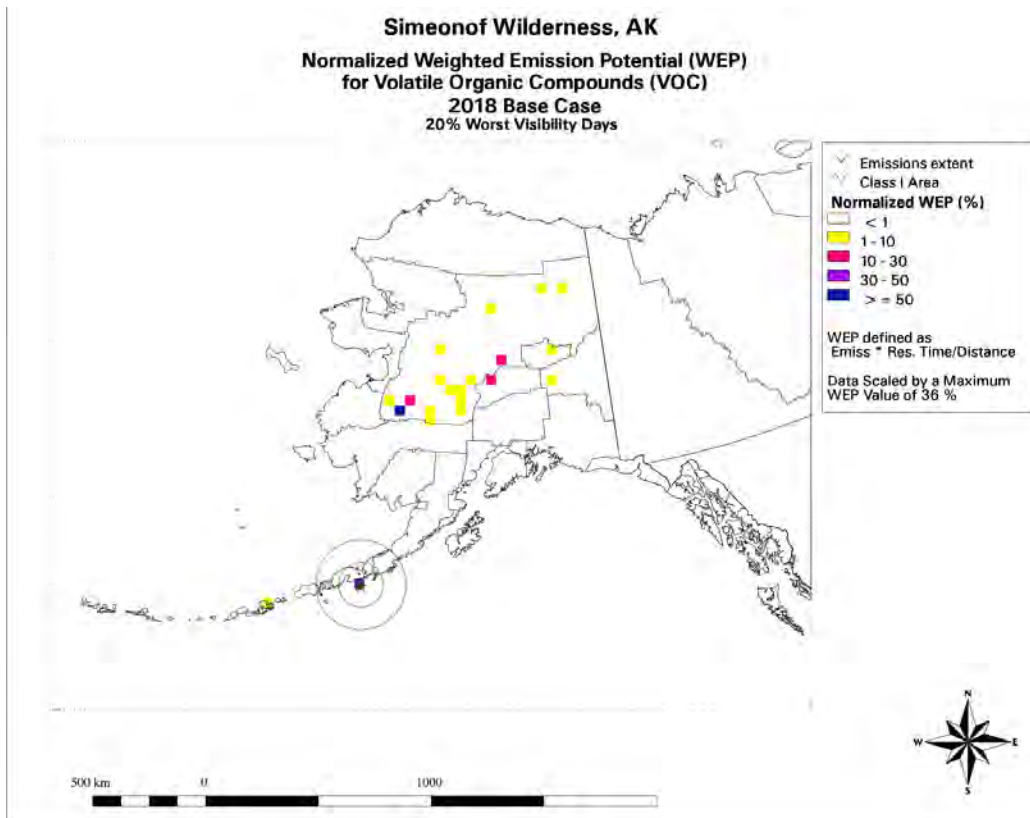 Simeonof Wilderness, AK
Normalized Weighted Emission Potential (WEP)
for Volatile Organic Compounds (VOC)
2018 Base Case
20% Worst Visibility Days
Emissions extent
Class I Area
Normalized WEP (%)
< 1
1 - 10
10 - 30
30 - 50
> = 50
WEP defined as
Emiss * Res. Time/Distance
Data Scaled by a Maximum
WEP Value of 36 %
N
W E
S
500 km 0 1000